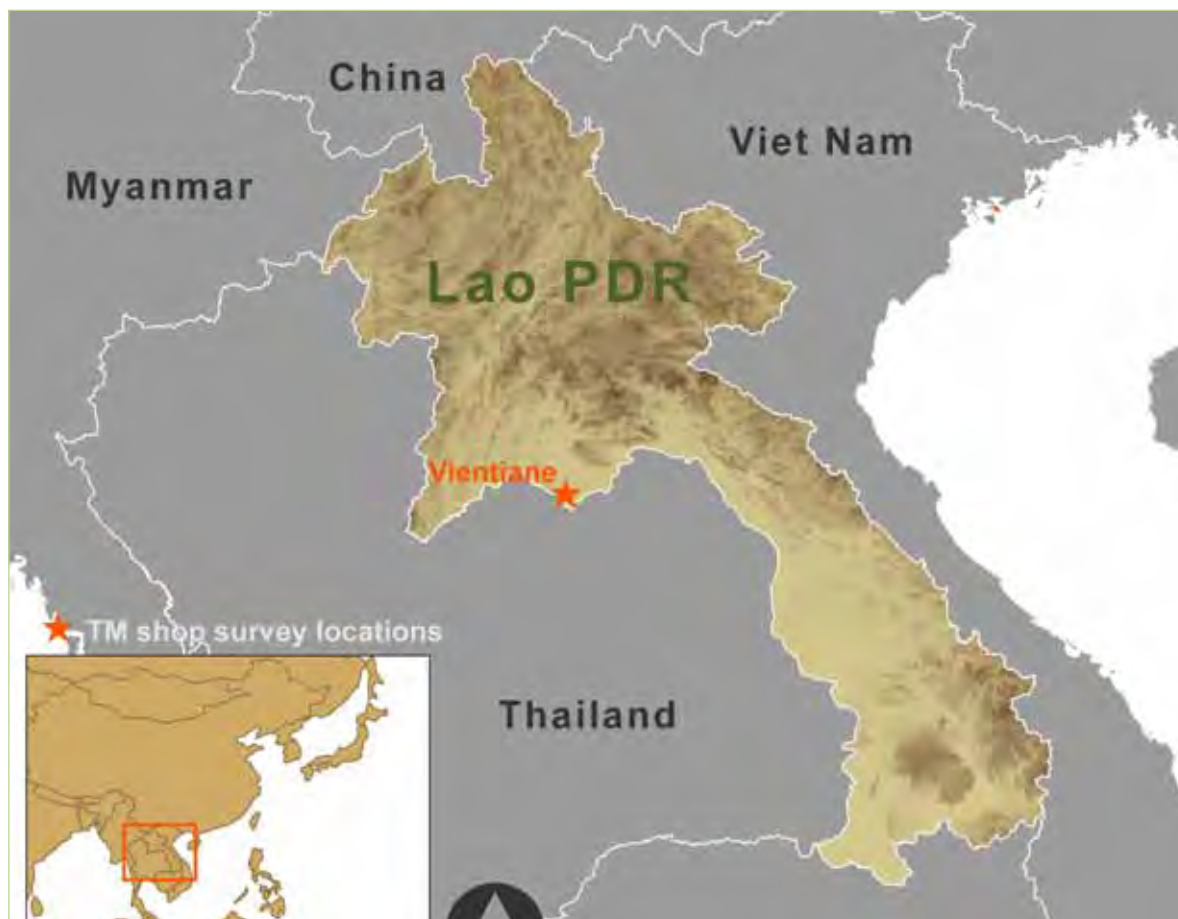 China
Viet Nam
Myanmar
Lao PDR
Vientiane
TM shop survey locations
Thailand